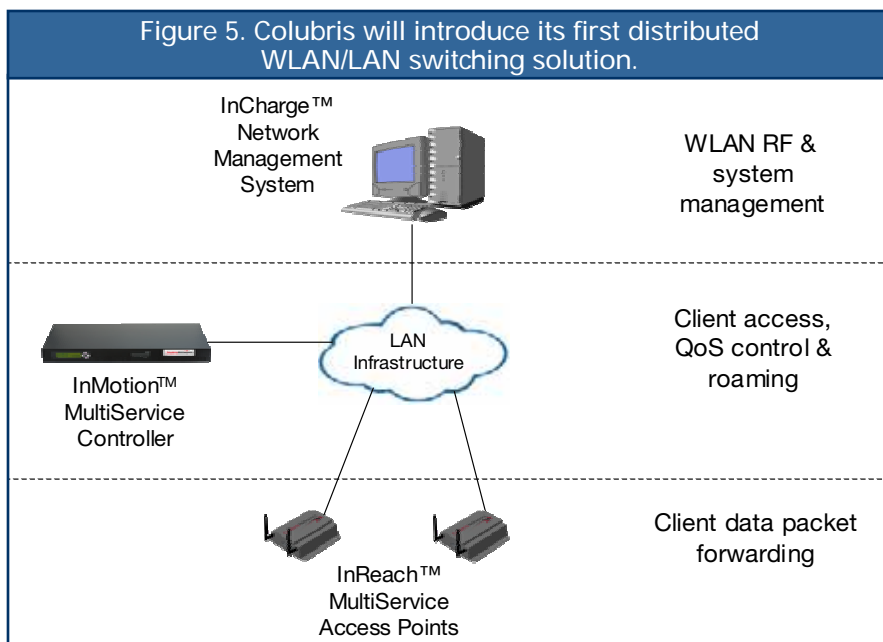 Figure 5. Colubris will introduce its first distributed
WLAN/LAN switching solution.
InCharge™
Network
Management
System
WLAN RF &
system
management
LAN
Infrastructure
InMotion™
MultiService
Controller
Client access,
QoS control &
roaming
InReach™
MultiService
Access Points
Client data packet
forwarding